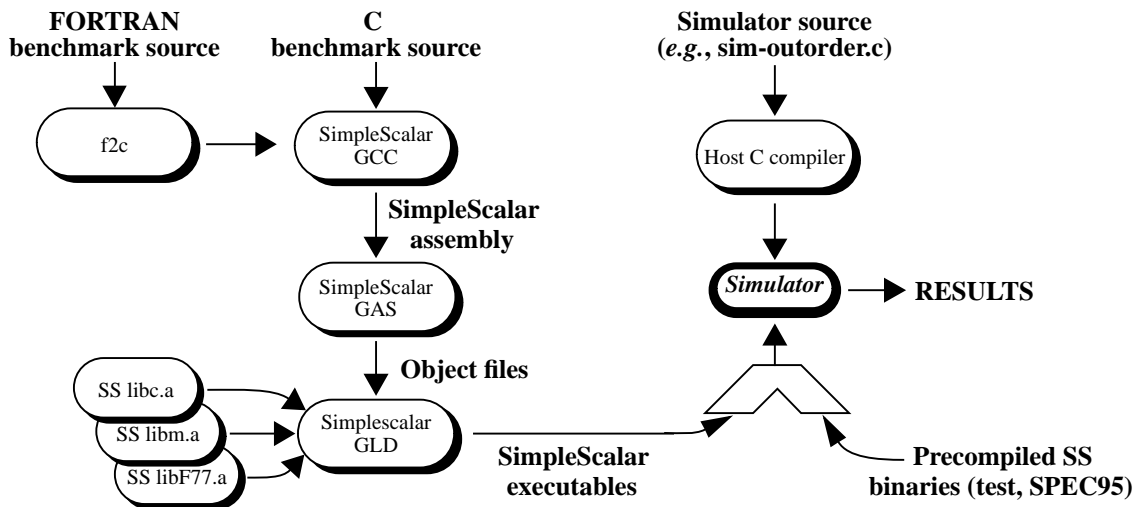 FORTRAN
benchmark source
C
benchmark source
Simulator source
(e.g., sim-outorder.c)
f2c
SimpleScalar
GCC
Host C compiler
SimpleScalar
assembly
SimpleScalar
GAS
Simulator
RESULTS
Object files
SS libc.a
SS libm.a
SS libF77.a
Simplescalar
GLD
SimpleScalar
executables
Precompiled SS
binaries (test, SPEC95)